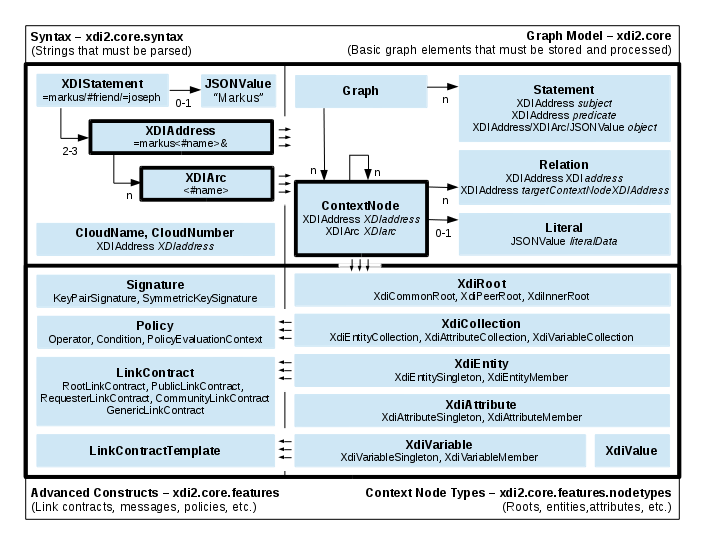 Syntax – xdi2.core.syntax
(Strings that must be parsed)
Graph Model – xdi2.core
(Basic graph elements that must be stored and processed)
XDIStatement
=markus/#friend/=joseph
0-1
JSONValue
“Markus”
2-3
XDIAddress
=markus<#name>&
n
XDIArc
<#name>
CloudName, CloudNumber
XDIAddress XDIaddress
Graph
n
Statement
XDIAddress subject
XDIAddress predicate
XDIAddress/XDIArc/JSONValue object
n
n
ContextNode
XDIAddress XDIaddress
XDIArc XDIarc
n
Relation
XDIAddress XDI address
XDIAddress targetContextNodeXDIAddress
0-1
Literal
JSONValue literalData
Signature
KeyPairSignature, SymmetricKeySignature
Policy
Operator, Condition, PolicyEvaluationContext
LinkContract
RootLinkContract, PublicLinkContract,
RequesterLinkContract, CommunityLinkContract
GenericLinkContract
LinkContractTemplate
XdiRoot
XdiCommonRoot, XdiPeerRoot, XdiInnerRoot
XdiCollection
XdiEntityCollection, XdiAttributeCollection, XdiVariableCollection
XdiEntity
XdiEntitySingleton, XdiEntityMember
XdiAttribute
XdiAttributeSingleton, XdiAttributeMember
XdiVariable
XdiVariableSingleton, XdiVariableMember
XdiValue
Advanced Constructs – xdi2.core.features
(Link contracts, messages, policies, etc.)
Context Node Types – xdi2.core.features.nodetypes
(Roots, entities,attributes, etc.)